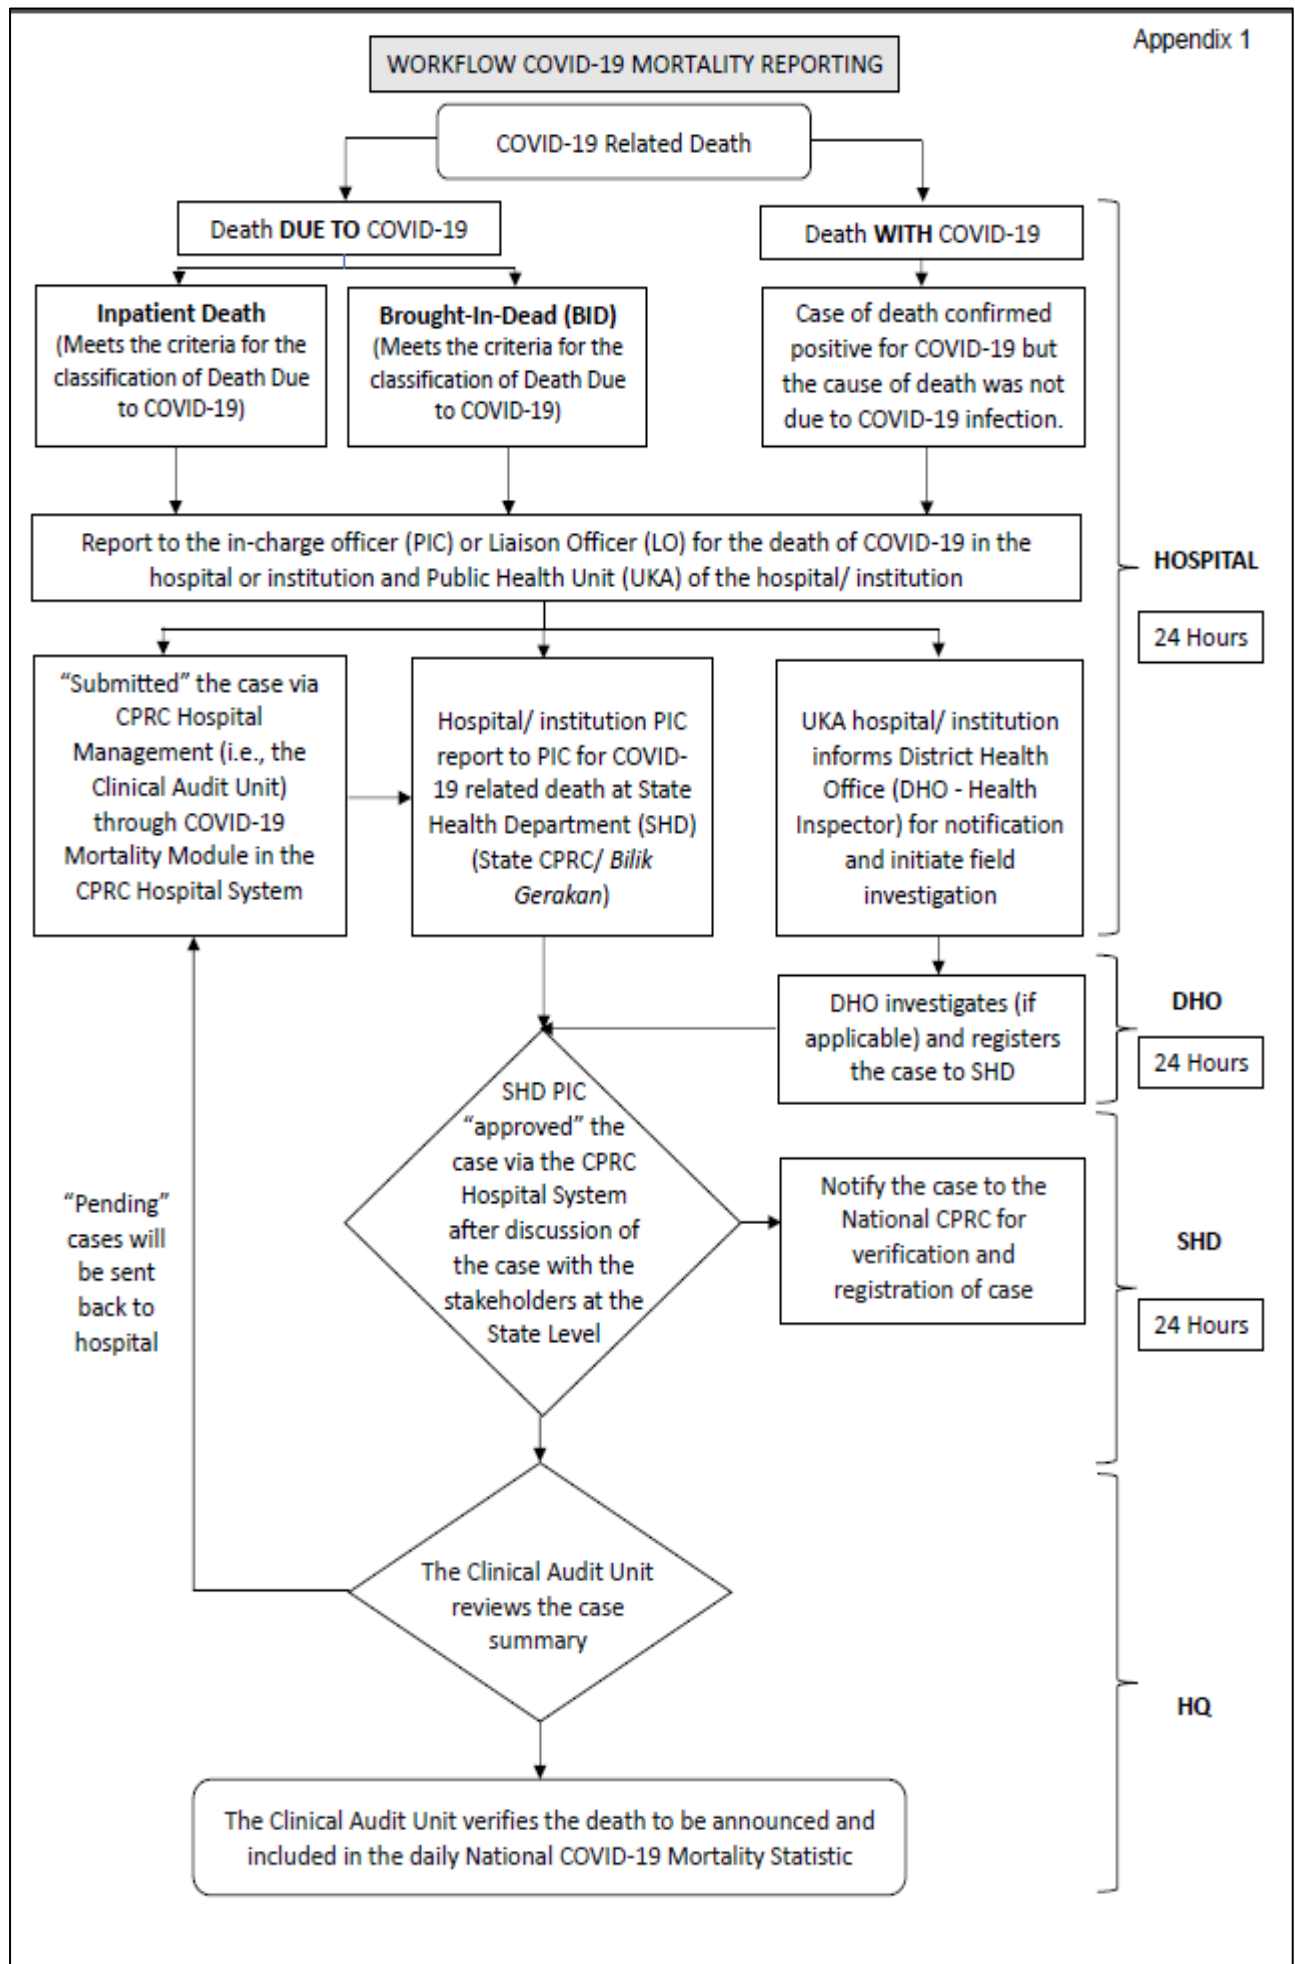 Appendix 1
WORKFLOW COVID-19 MORTALITY REPORTING
COVID-19 Related Death
Death DUE TO COVID-19
Death WITH COVID-19
Inpatient Death
(Meets the criteria for the
classification of Death Due
to COVID-19)
Brought-In-Dead (BID)
(Meets the criteria for the
classification of Death Due
to COVID-19)
Case of death confirmed
positive for COVID-19 but
the cause of death was not
due to COVID-19 infection.
Report to the in-charge officer (PIC) or Liaison Officer (LO) for the death of COVID-19 in the
hospital or institution and Public Health Unit (UKA) of the hospital/ institution
HOSPITAL
24 Hours
“Submitted” the case via
CPRC Hospital
Management (i.e., the
Clinical Audit Unit)
through COVID-19
Mortality Module in the
CPRC Hospital System
Hospital/ institution PIC
report to PIC for COVID-
19 related death at State
Health Department (SHD)
(State CPRC/ Bilik
Gerakan)
UKA hospital/ institution
informs District Health
Office (DHO - Health
Inspector) for notification
and initiate field
investigation
DHO investigates (if
applicable) and registers
the case to SHD
DHO
24 Hours
SHD PIC
“approved” the
case via the CPRC
Hospital System
after discussion of
the case with the
stakeholders at the
State Level
Notify the case to the
National CPRC for
verification and
registration of case
SHD
24 Hours
“Pending”
cases will
be sent
back to
hospital
The Clinical Audit Unit
reviews the case
summary
HQ
The Clinical Audit Unit verifies the death to be announced and
included in the daily National COVID-19 Mortality Statistic